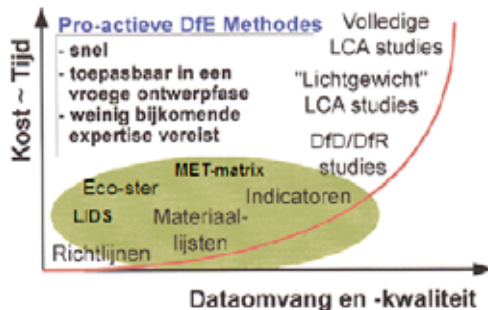 Pro-actieve DfE Methodes
- snel
- toepasbaar in een
vroege ontwerpfase
- weinig bijkomende
expertise vereist
Volledige
LCA studies
"Lichtgewicht"
LCA studies
DfD/DfR
studies
MET-matrix
Eco-ster
Indicatoren
LIDS
Materiaal-
lijsten
Richtlijnen
Kost ~ Tijd
Dataomvang en -kwaliteit